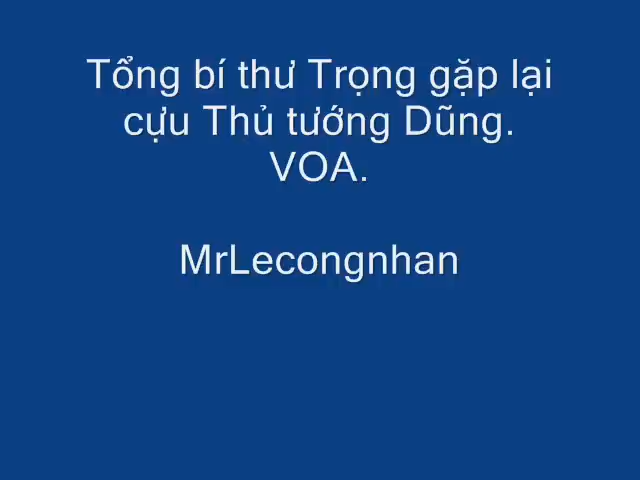 Tổng bí thư Trọng gặp lại
cựu Thủ tướng Dũng.
VOA.
MrLecongnhan